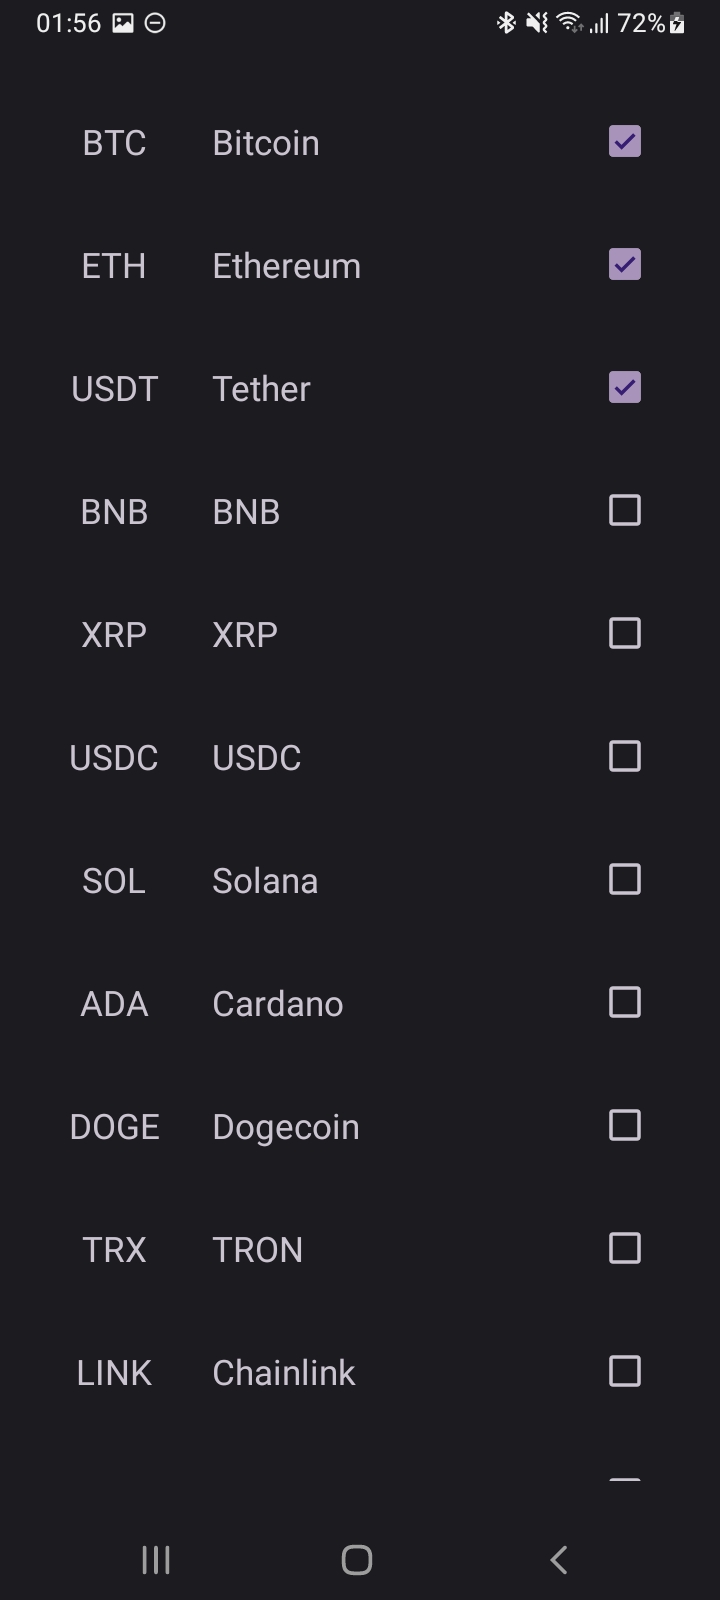 01:56 72%
BTC Bitcoin
ETH Ethereum
USDT Tether
BNB BNB
XRP XRP
USDC USDC
SOL Solana
ADA Cardano
DOGE Dogecoin
TRX TRON
LINK Chainlink